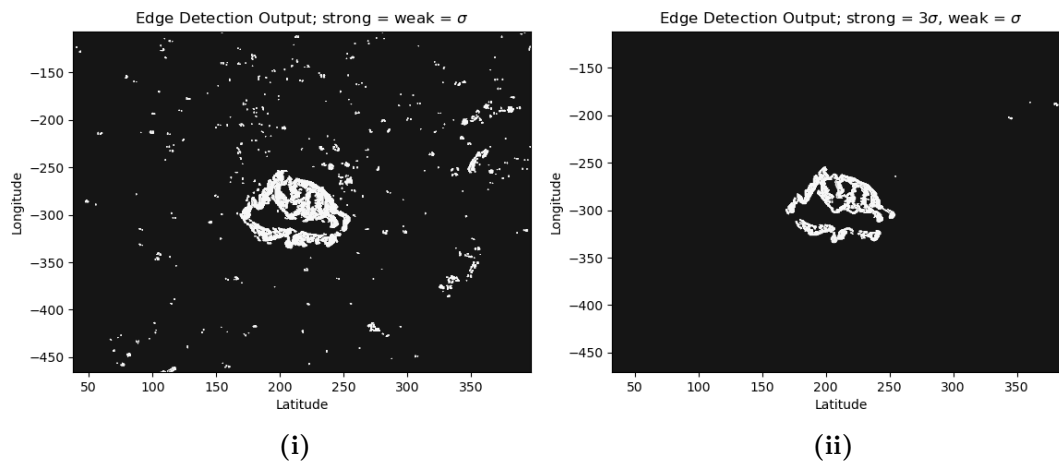 Edge Detection Output; strong = weak = σ
−150
−200
−250
−300
−350
−400
−450
Longitude
50 100 150 200 250 300 350
Latitude
(i)
Edge Detection Output; strong = 3σ, weak = σ
−150
−200
−250
−300
−350
−400
−450
Longitude
50 100 150 200 250 300 350
Latitude
(ii)